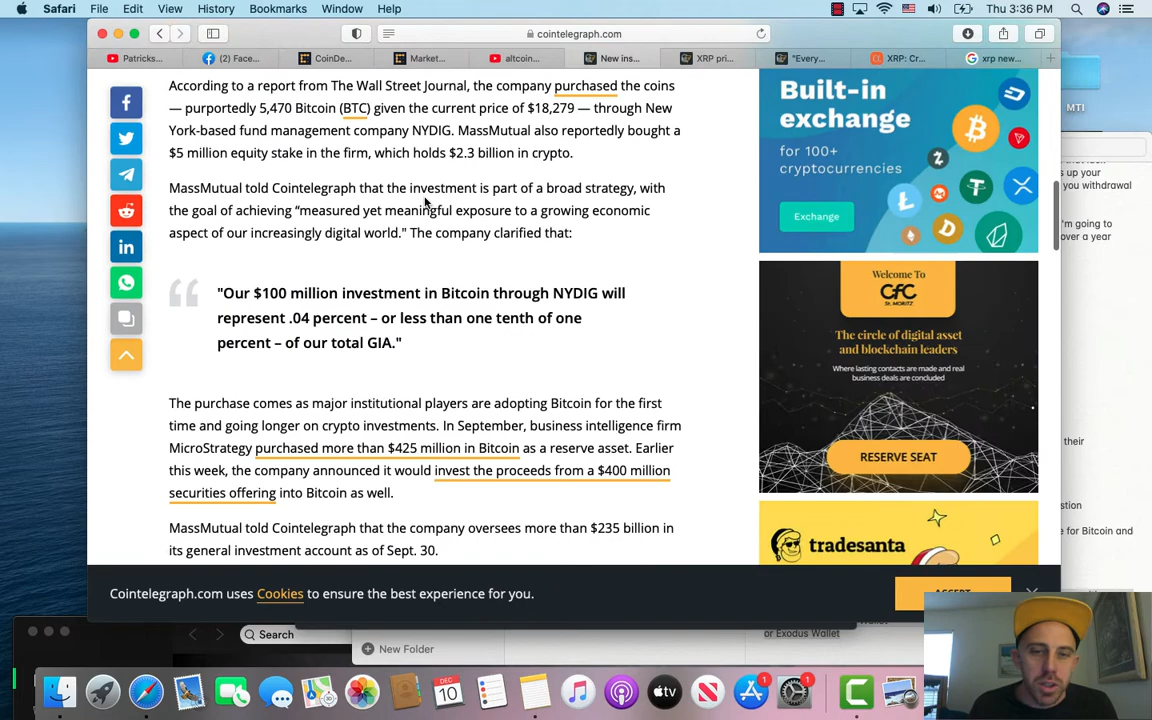 Safari File Edit View History Bookmarks Window Help
Thu 3:36 PM
cointelegraph.com
Patricks...
(2) Face...
CoinDe...
Market...
altcoin...
New ins...
XRP pri...
"Every...
XRP: Cr...
xrp new...
According to a report from The Wall Street Journal, the company purchased the coins
— purportedly 5,470 Bitcoin (BTC) given the current price of $18,279 — through New
York-based fund management company NYDIG. MassMutual also reportedly bought a
$5 million equity stake in the firm, which holds $2.3 billion in crypto.
MassMutual told Cointelegraph that the investment is part of a broad strategy, with
the goal of achieving “measured yet meaningful exposure to a growing economic
aspect of our increasingly digital world." The company clarified that:
"Our $100 million investment in Bitcoin through NYDIG will
represent .04 percent – or less than one tenth of one
percent – of our total GIA."
The purchase comes as major institutional players are adopting Bitcoin for the first
time and going longer on crypto investments. In September, business intelligence firm
MicroStrategy purchased more than $425 million in Bitcoin as a reserve asset. Earlier
this week, the company announced it would invest the proceeds from a $400 million
securities offering into Bitcoin as well.
MassMutual told Cointelegraph that the company oversees more than $235 billion in
its general investment account as of Sept. 30.
Built-in
exchange
for 100+
cryptocurrencies
Exchange
Welcome To
CfC
St. MORITZ
The circle of digital asset
and blockchain leaders
Where lasting contacts are made and real
business deals are concluded
RESERVE SEAT
tradesanta
Cointelegraph.com uses Cookies to ensure the best experience for you.
MTI
s up your
you withdrawal
'm going to
over a year
their
stion
e for Bitcoin and
Search
New Folder
or Exodus Wallet
DEC
10
tv
1
1